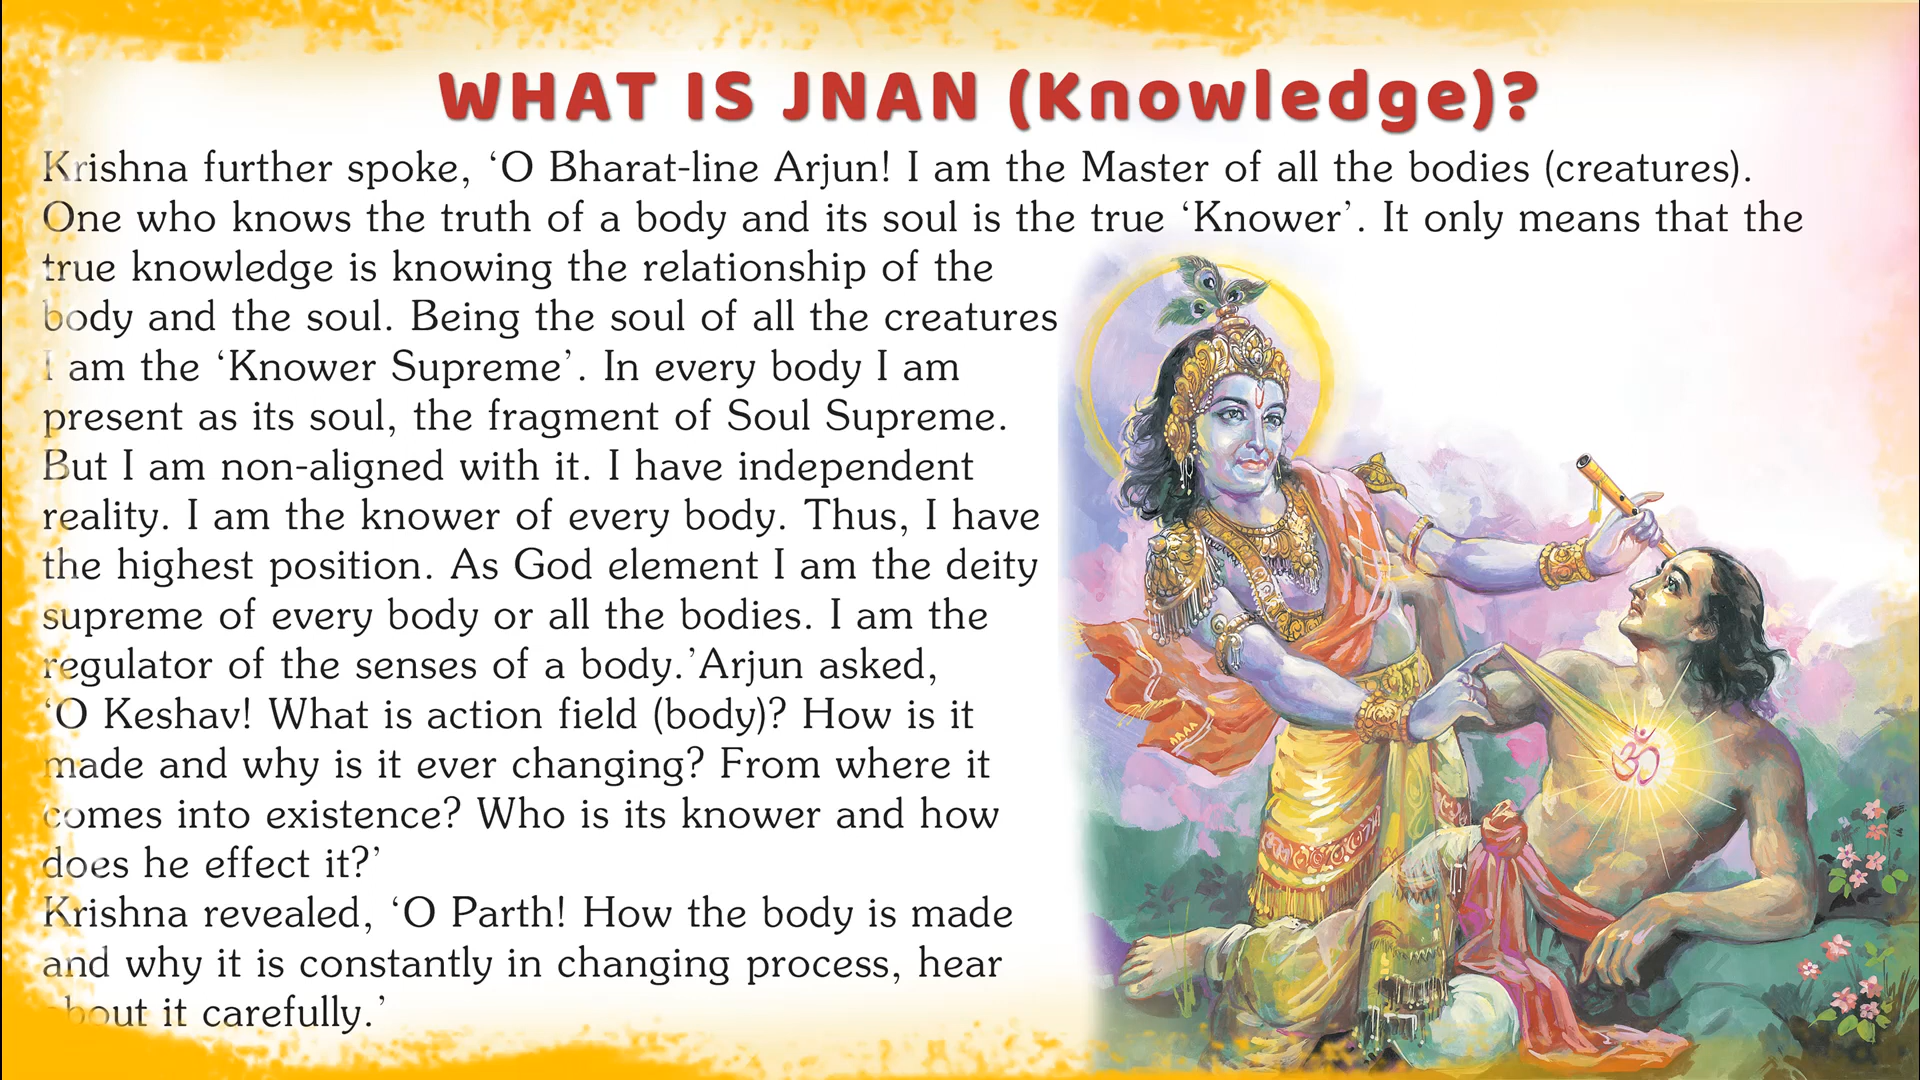 WHAT IS JNAN (Knowledge)?
Krishna further spoke, ‘O Bharat-line Arjun! I am the Master of all the bodies (creatures).
One who knows the truth of a body and its soul is the true ‘Knower’. It only means that the
true knowledge is knowing the relationship of the
body and the soul. Being the soul of all the creatures
I am the ‘Knower Supreme’. In every body I am
present as its soul, the fragment of Soul Supreme.
But I am non-aligned with it. I have independent
reality. I am the knower of every body. Thus, I have
the highest position. As God element I am the deity
supreme of every body or all the bodies. I am the
regulator of the senses of a body.’Arjun asked,
‘O Keshav! What is action field (body)? How is it
made and why is it ever changing? From where it
comes into existence? Who is its knower and how
does he effect it?’
Krishna revealed, ‘O Parth! How the body is made
and why it is constantly in changing process, hear
about it carefully.’
ॐ